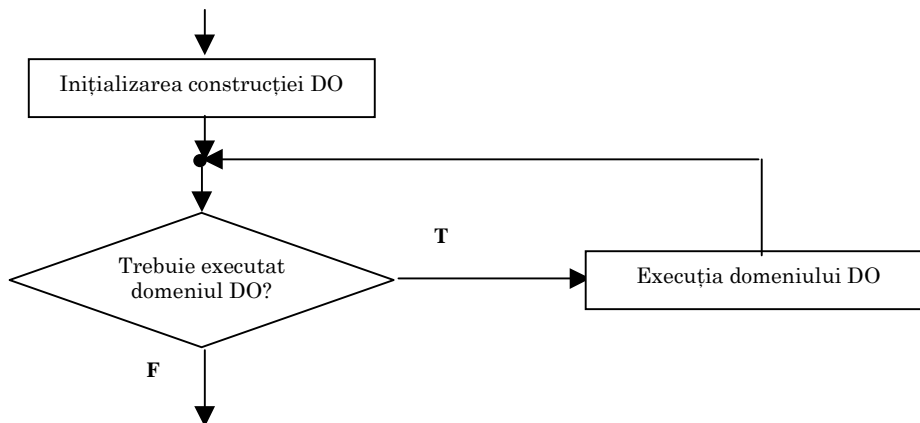 Inițializarea construcției DO
T
Trebuie executat
domeniul DO?
Execuția domeniului DO
F